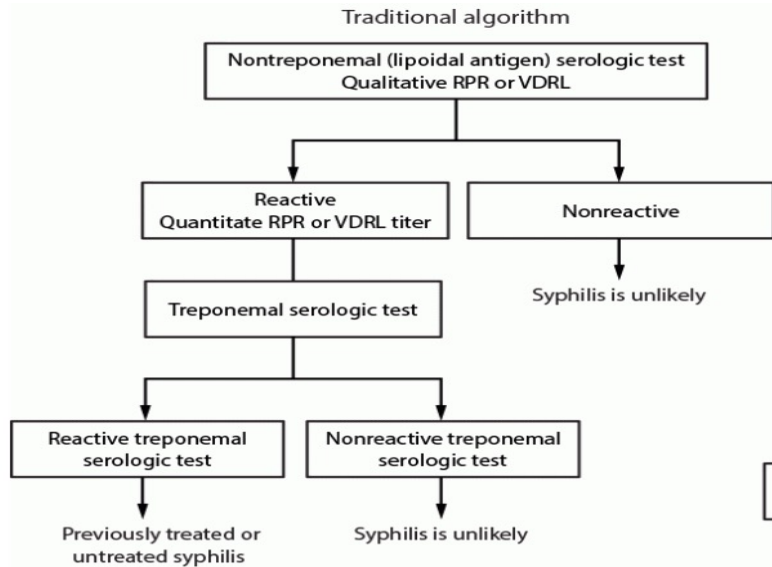 Traditional algorithm
Nontreponemal (lipoidal antigen) serologic test
Qualitative RPR or VDRL
Reactive
Quantitate RPR or VDRL titer
Nonreactive
Syphilis is unlikely
Treponemal serologic test
Reactive treponemal
serologic test
Nonreactive treponemal
serologic test
Previously treated or
untreated syphilis
Syphilis is unlikely